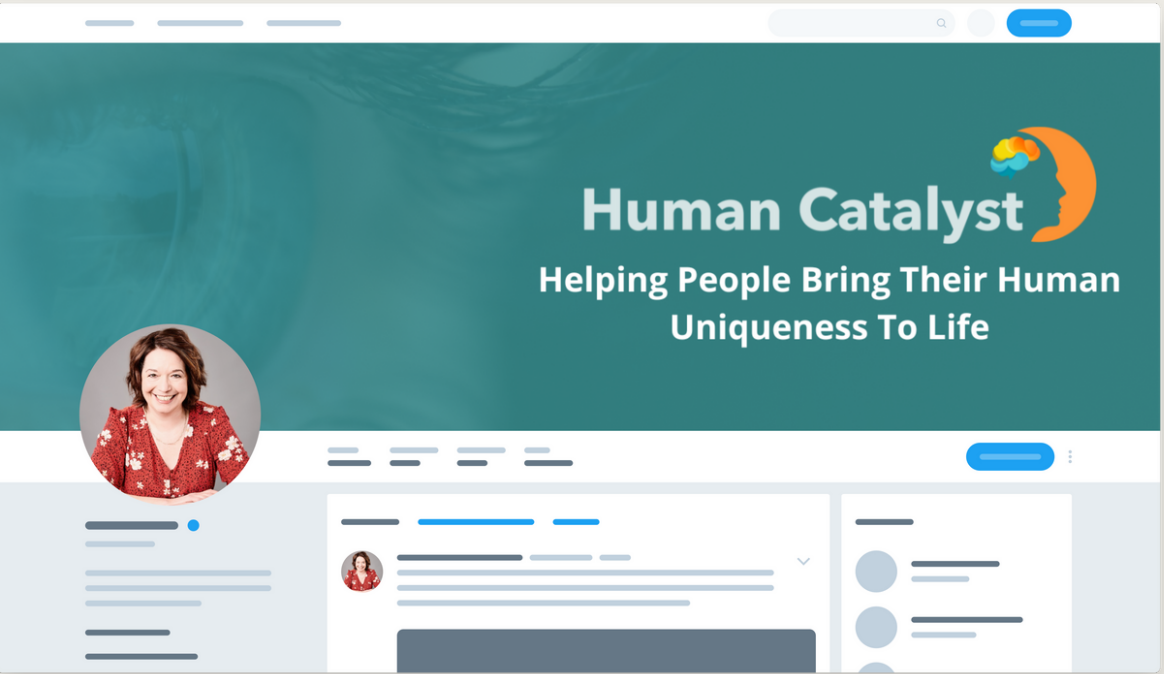 Human Catalyst
Helping People Bring Their Human
Uniqueness To Life